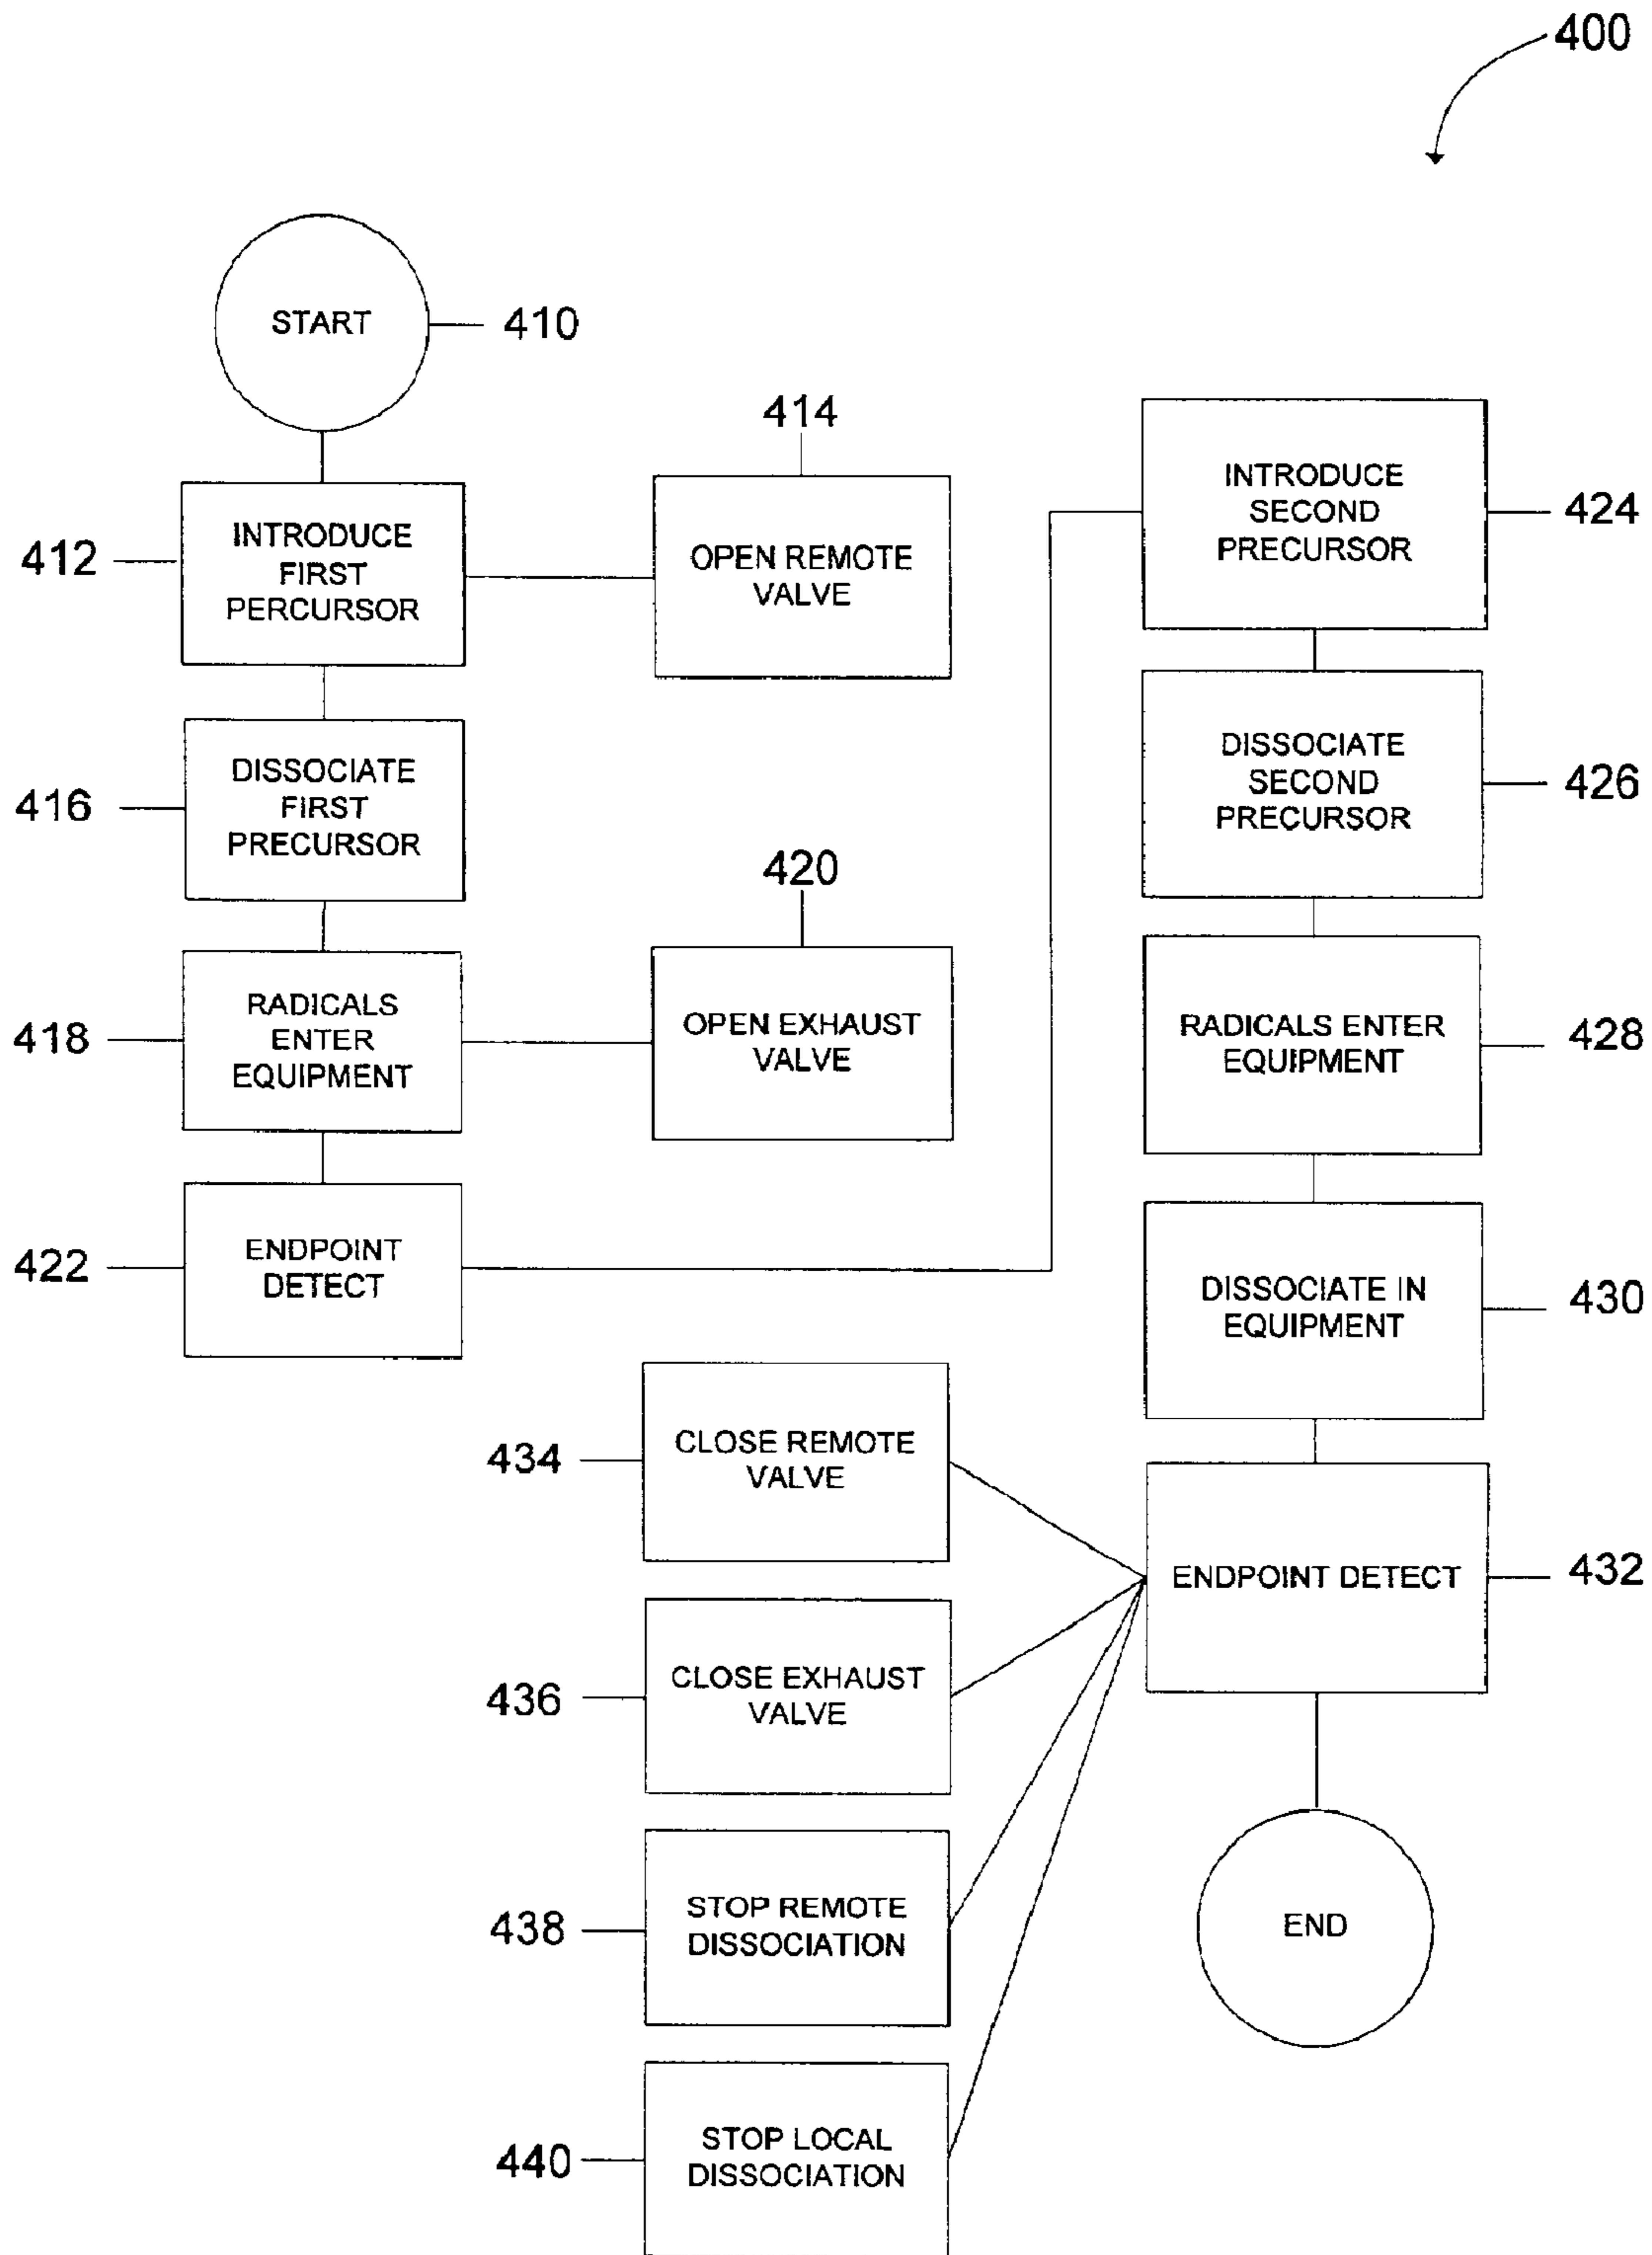 400
START
410
412
INTRODUCE
FIRST
PERCURSOR
414
OPEN REMOTE
VALVE
416
DISSOCIATE
FIRST
PRECURSOR
418
RADICALS
ENTER
EQUIPMENT
420
OPEN EXHAUST
VALVE
422
ENDPOINT
DETECT
INTRODUCE
SECOND
PRECURSOR
424
DISSOCIATE
SECOND
PRECURSOR
426
RADICALS ENTER
EQUIPMENT
428
DISSOCIATE IN
EQUIPMENT
430
ENDPOINT DETECT
432
434
CLOSE REMOTE
VALVE
436
CLOSE EXHAUST
VALVE
438
STOP REMOTE
DISSOCIATION
440
STOP LOCAL
DISSOCIATION
END